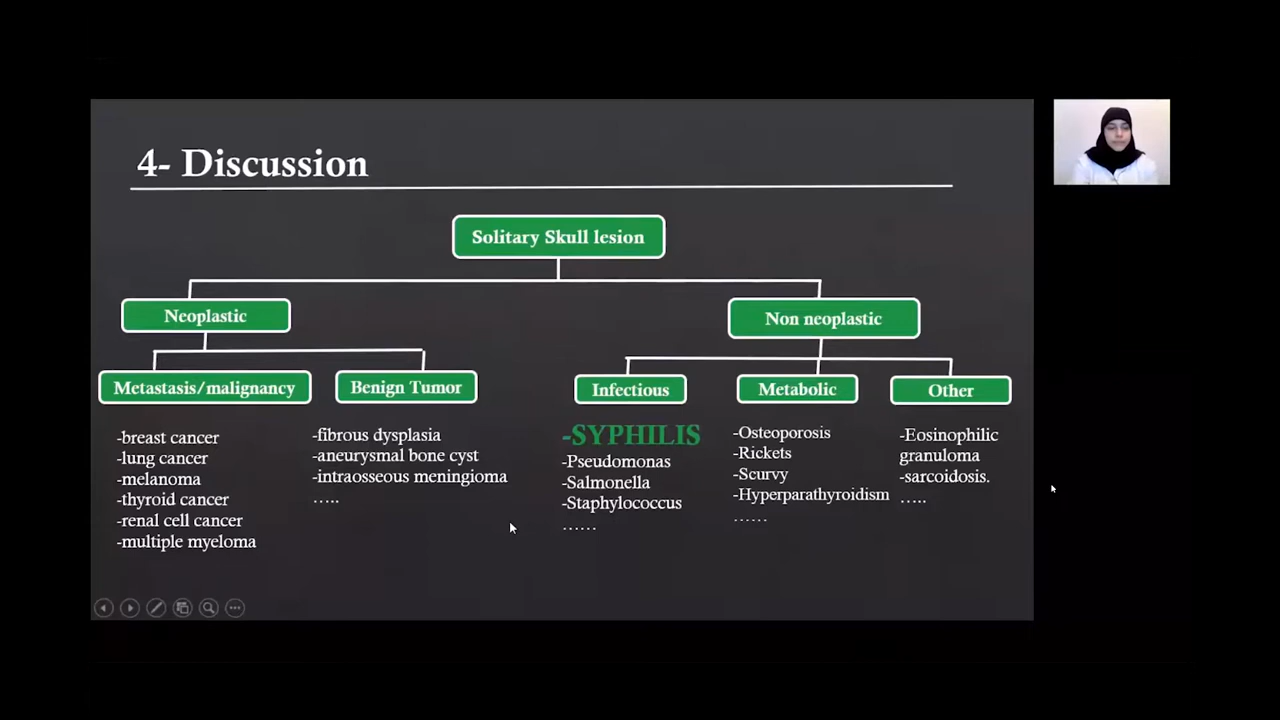 4- Discussion
Solitary Skull lesion
Neoplastic
Non neoplastic
Metastasis/malignancy
Benign Tumor
Infectious
Metabolic
Other
-breast cancer
-lung cancer
-melanoma
-thyroid cancer
-renal cell cancer
-multiple myeloma
-fibrous dysplasia
-aneurysmal bone cyst
-intraosseous meningioma
.....
-SYPHILIS
-Pseudomonas
-Salmonella
-Staphylococcus
......
-Osteoporosis
-Rickets
-Scurvy
-Hyperparathyroidism
......
-Eosinophilic
granuloma
-sarcoidosis.
.....